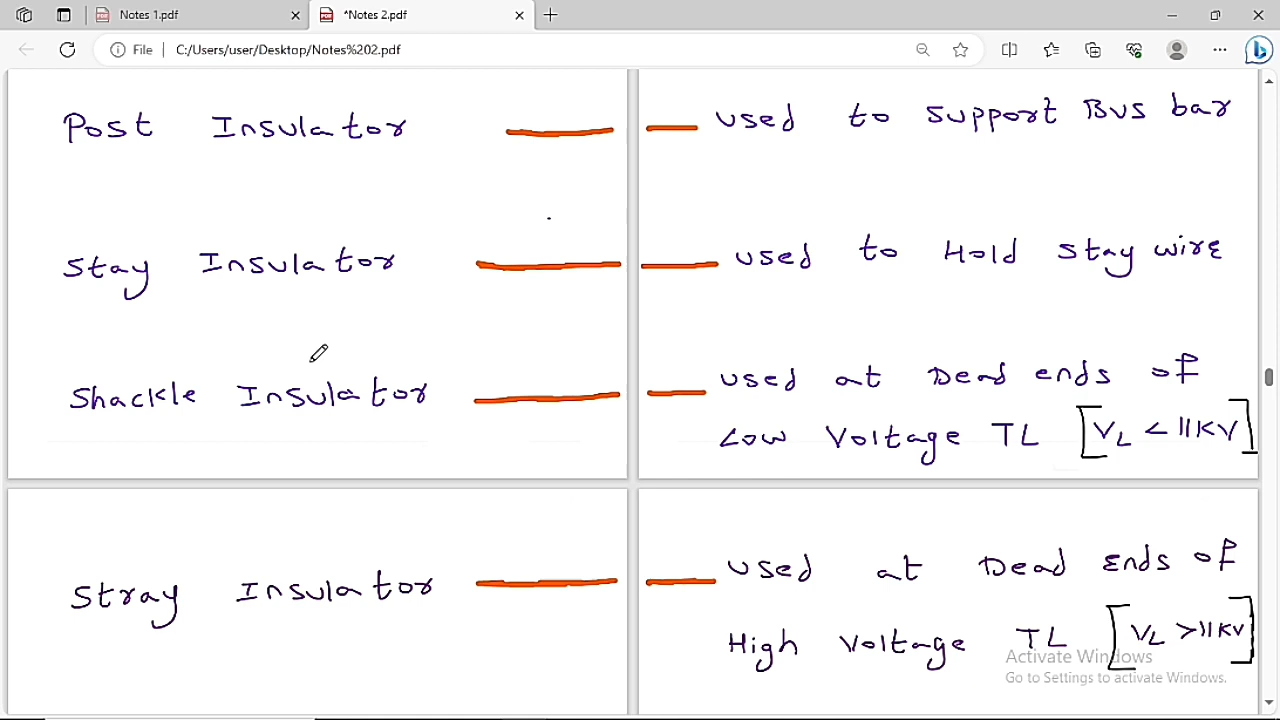 Notes 1.pdf
*Notes 2.pdf
File
C:/Users/user/Desktop/Notes%202.pdf
Post Insulator
used to support Bus bar
Stay Insulator
used to Hold stay wire
Shackle Insulator
used at Dead ends of
Low Voltage TL [VL < 11KV]
Stray Insulator
used at Dead Ends of
High Voltage TL [VL > 11KV]
Activate Windows
Go to Settings to activate Windows.